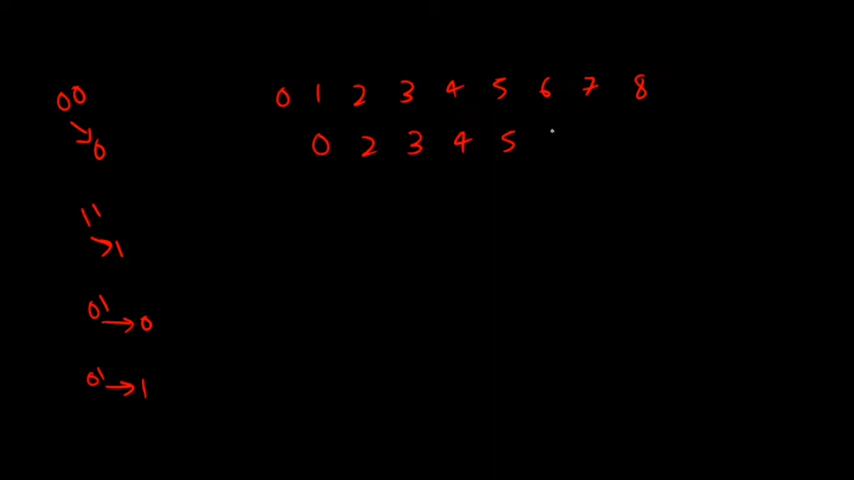 0 1 2 3 4 5 6 7 8
0 2 3 4 5
00
→ 0
11
→ 1
01 → 0
01 → 1